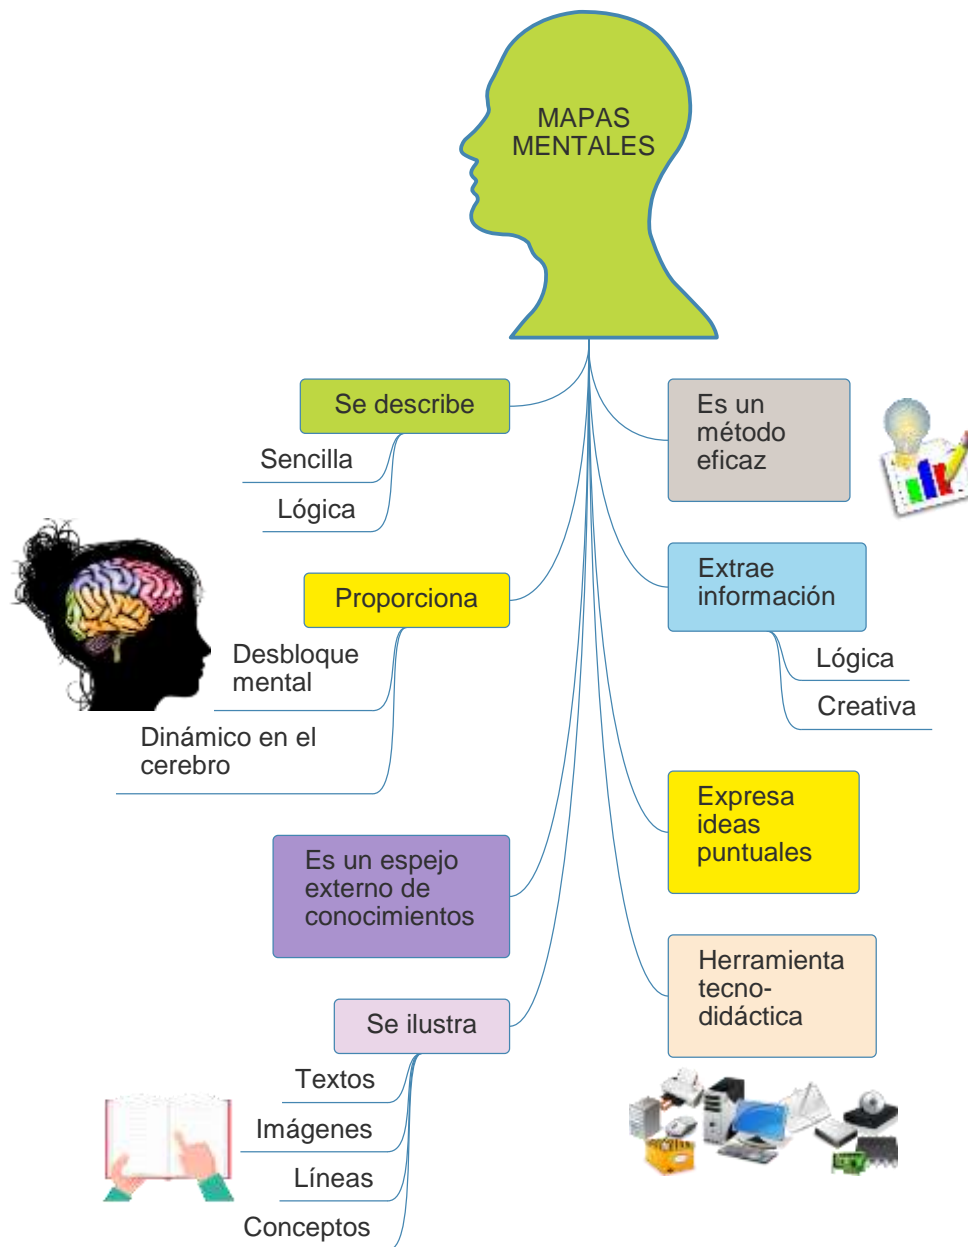 MAPAS
MENTALES
Se describe
Sencilla
Lógica
Proporciona
Desbloque
mental
Dinámico en el
cerebro
Es un espejo
externo de
conocimientos
Se ilustra
Textos
Imágenes
Líneas
Conceptos
Es un
método
eficaz
Extrae
información
Lógica
Creativa
Expresa
ideas
puntuales
Herramienta
tecno-
didáctica